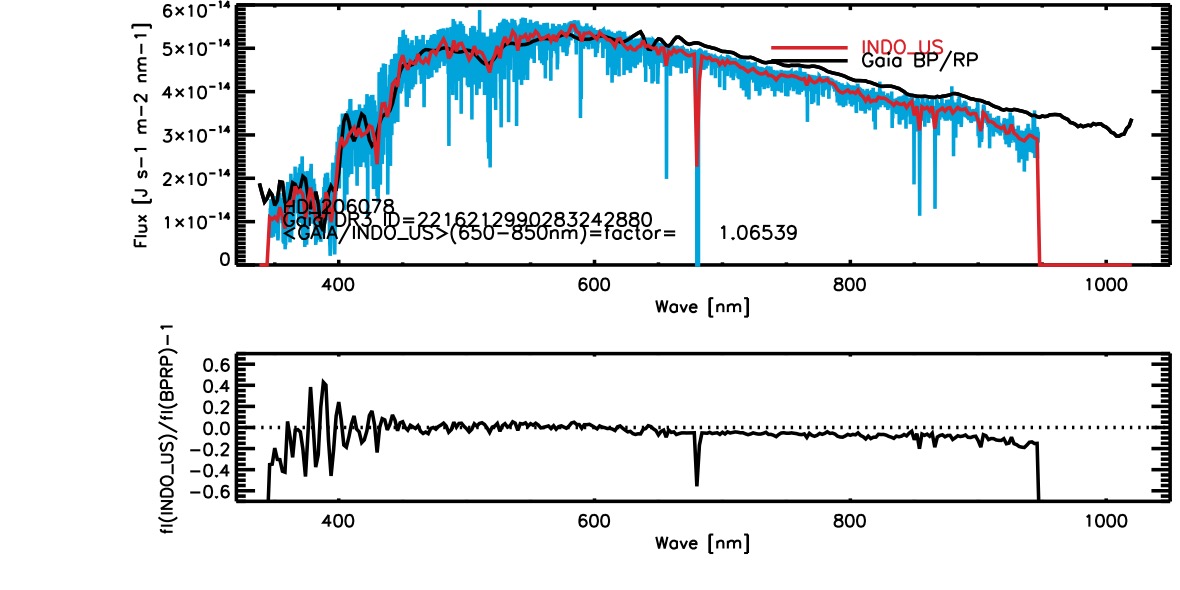 6×10−14
5×10−14
4×10−14
3×10−14
2×10−14
1×10−14
0
Flux [J s−1 m−2 nm−1]
INDO_US
Gaia BP/RP
HD_206078
Gaia DR3 ID=2216212990283242880
<GAIA/INDO_US>(650−850nm)=factor= 1.06539
400 600 800 1000
Wave [nm]
0.6
0.4
0.2
0.0
−0.2
−0.4
−0.6
fl(INDO_US)/fl(BPRP)−1
400 600 800 1000
Wave [nm]